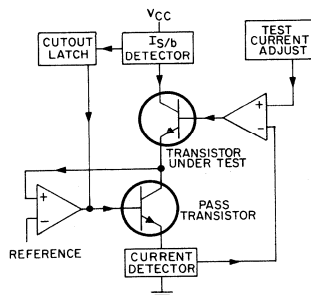 VCC
CUTOUT
LATCH
IS/b
DETECTOR
TEST
CURRENT
ADJUST
+
−
TRANSISTOR
UNDER TEST
+
−
PASS
TRANSISTOR
REFERENCE
CURRENT
DETECTOR